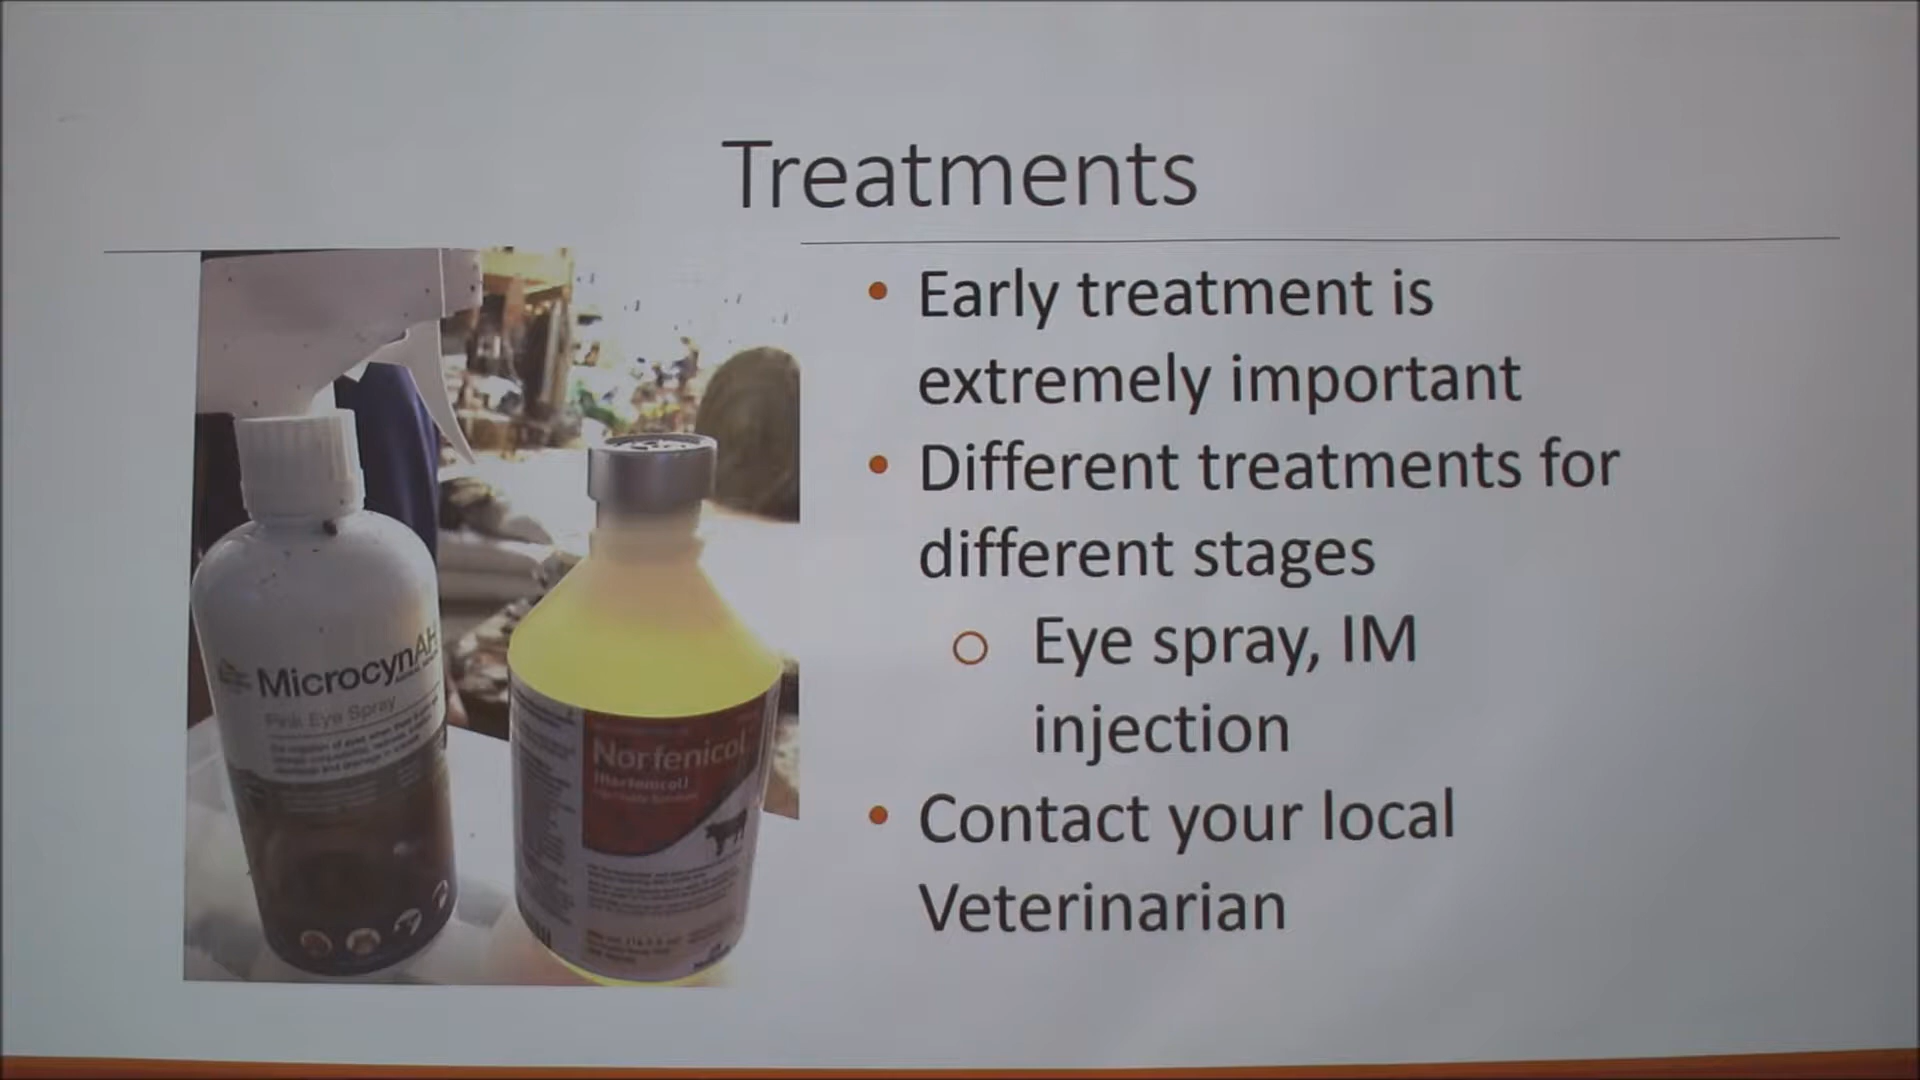 Treatments
• Early treatment is
extremely important
• Different treatments for
different stages
○ Eye spray, IM
injection
• Contact your local
Veterinarian
MicrocynAH
Pink Eye Spray
Norfenicol